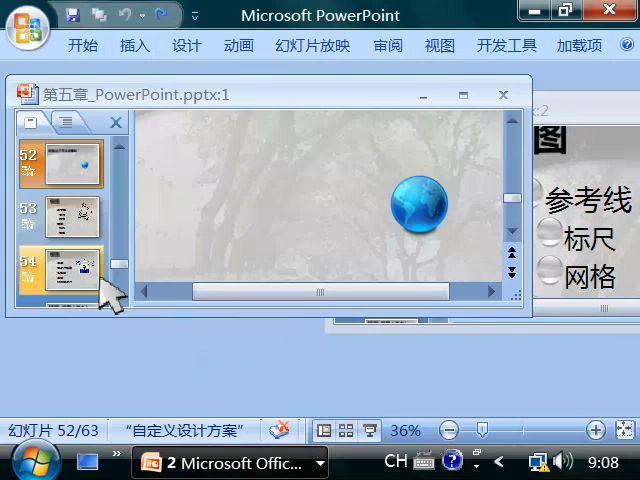 Microsoft PowerPoint
开始 插入 设计 动画 幻灯片放映 审阅 视图 开发工具 加载项
第五章_PowerPoint.pptx:1
x:2
52
53
54
图
参考线
标尺
网格
幻灯片 52/63 “自定义设计方案” 36%
2 Microsoft Offic... CH 9:08